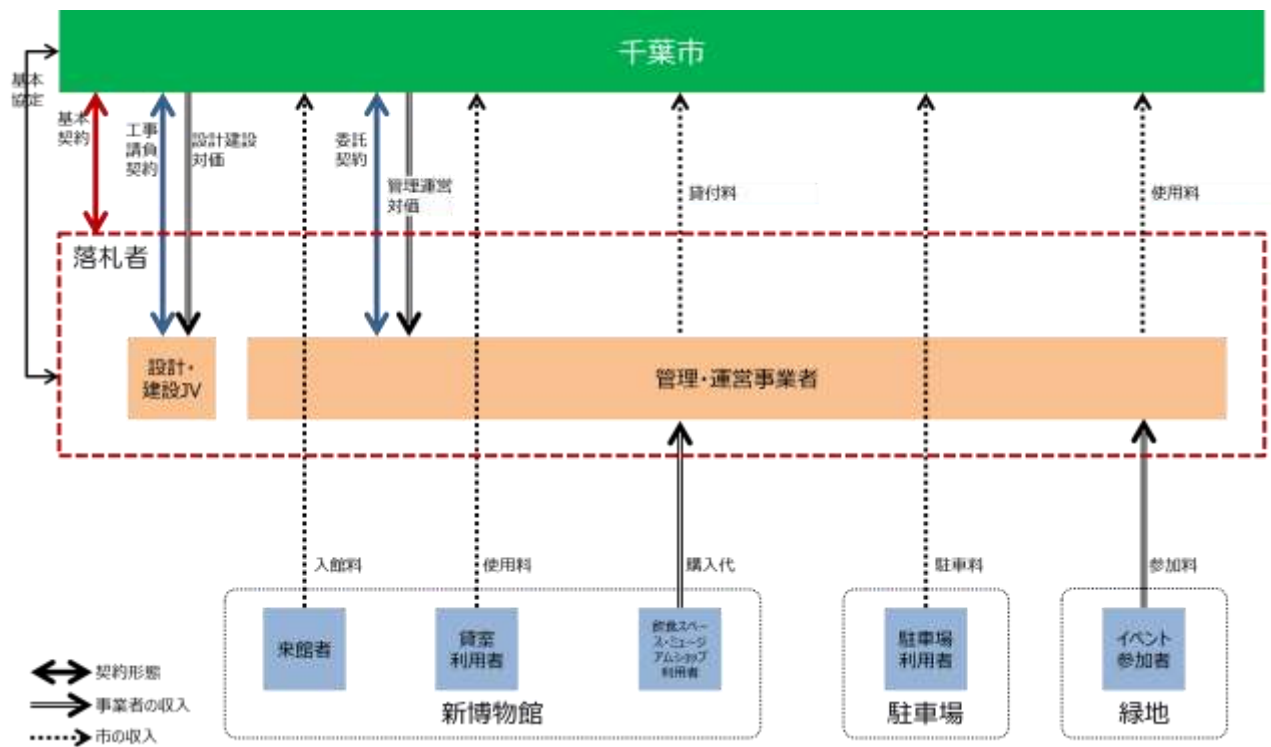 千葉市
基本
協定
基本
契約
工事
請負
契約
設計建設
対価
委託
契約
管理運営
対価
貸付料
使用料
落札者
設計・
建設JV
管理・運営事業者
入館料
使用料
購入代
駐車料
参加料
来館者
貸室
利用者
飲食スペー
ス・ミュージ
アムショップ
利用者
駐車場
利用者
イベント
参加者
新博物館
駐車場
緑地
契約形態
事業者の収入
市の収入